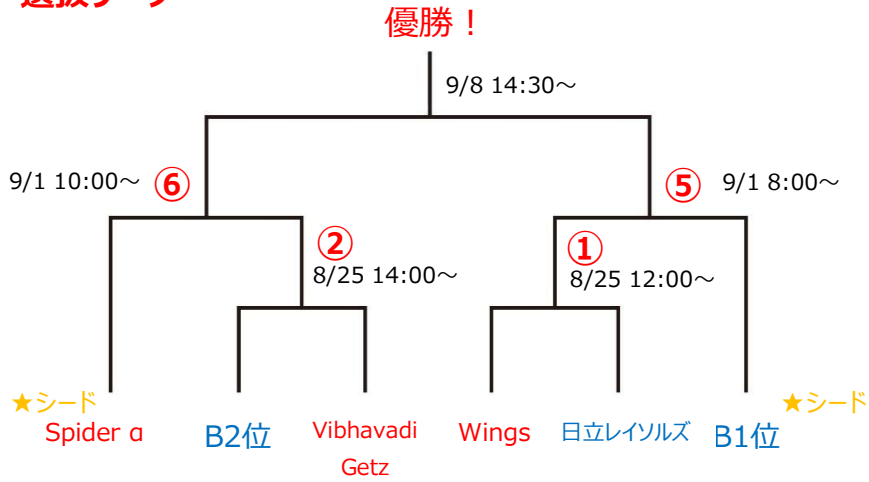 優勝！
9/8 14:30～
9/1 10:00～ ⑥
⑤ 9/1 8:00～
②
8/25 14:00～
①
8/25 12:00～
★シード
★シード
Spider α
B2位
Vibhavadi
Getz
Wings
日立レイソルズ
B1位